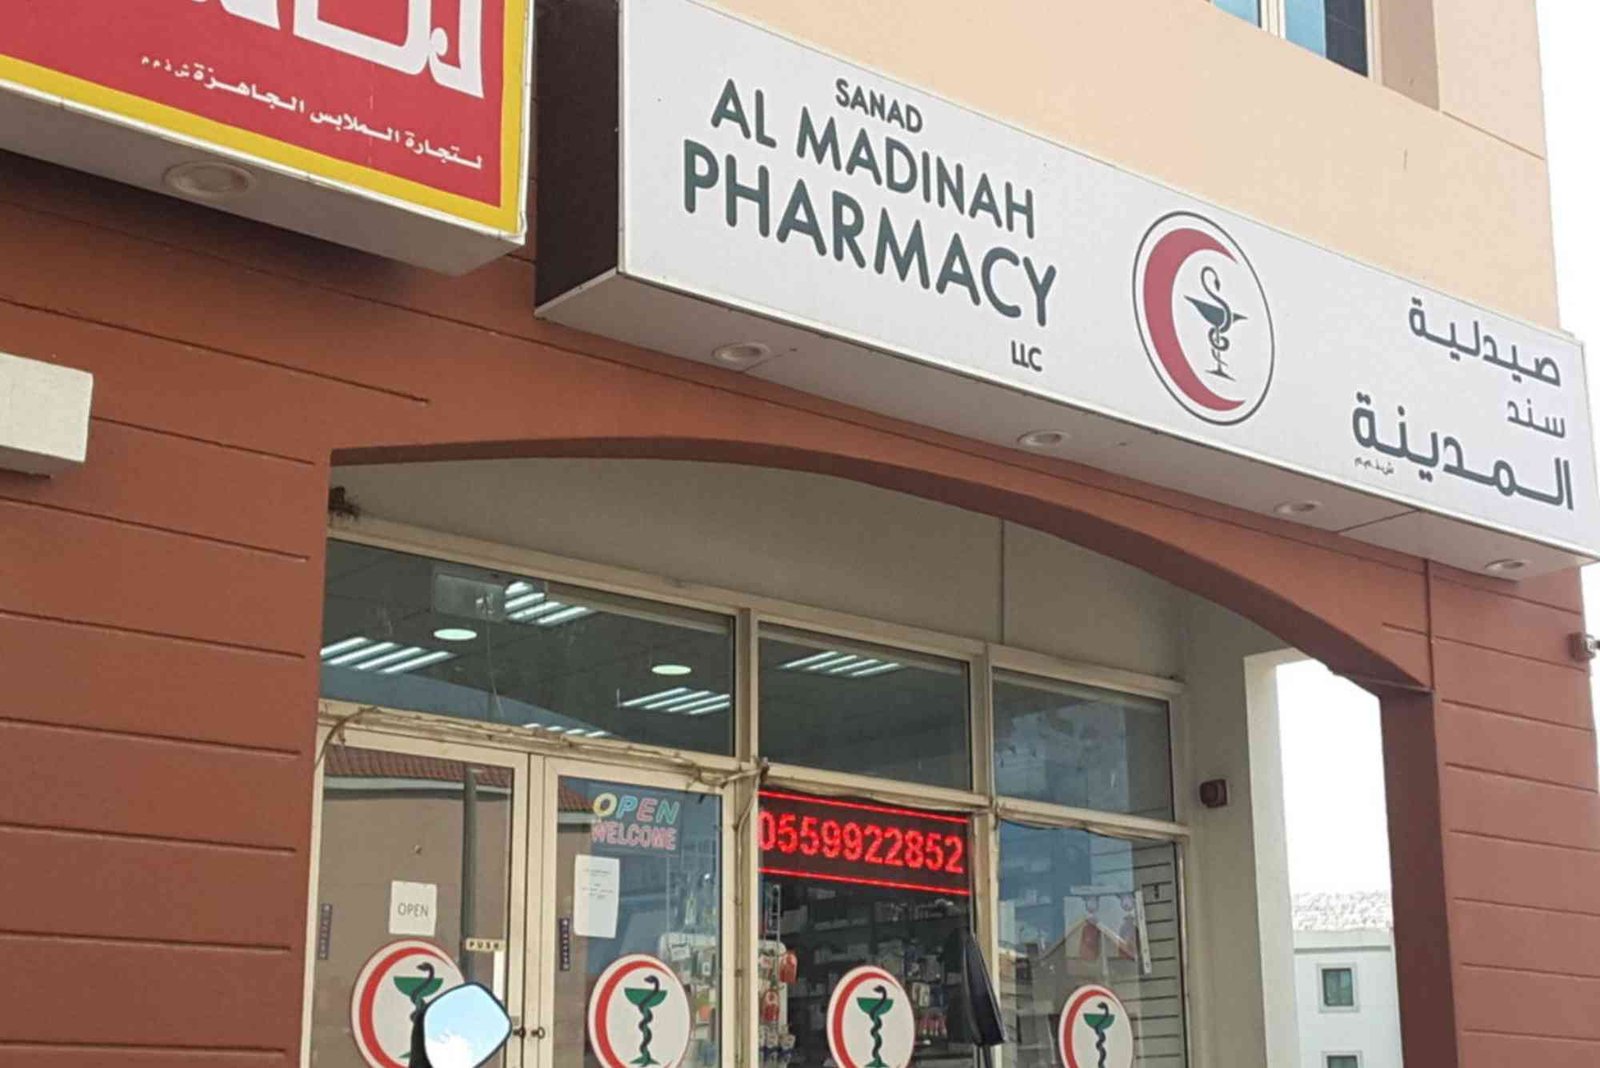 لتجارة الملابس الجاهزة ش ذ م م
SANAD
AL MADINAH
PHARMACY
LLC
صيدلية
سند
المدينة
ش.ذ.م.م
OPEN
WELCOME
0559922852
OPEN
PUSH